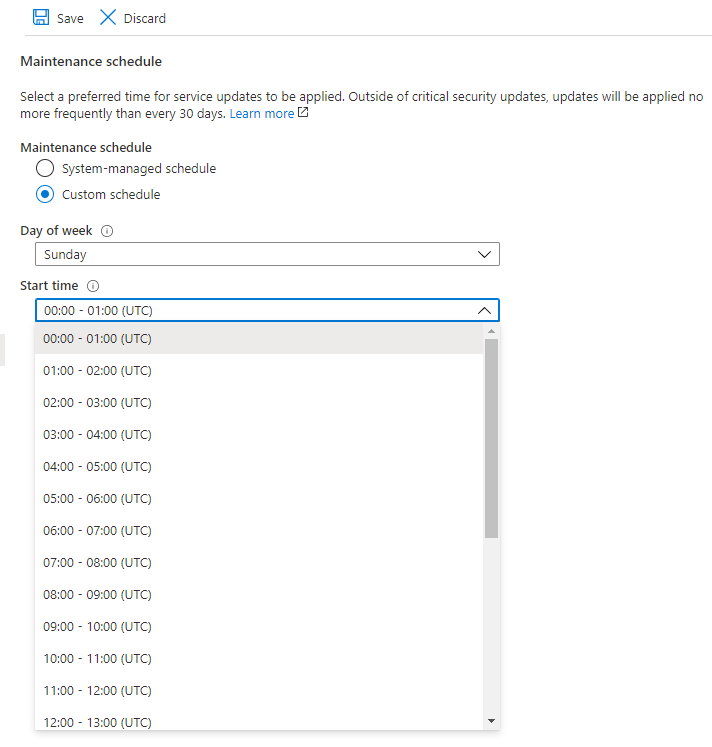 Save Discard
Maintenance schedule
Select a preferred time for service updates to be applied. Outside of critical security updates, updates will be applied no
more frequently than every 30 days. Learn more
Maintenance schedule
System-managed schedule
Custom schedule
Day of week
Sunday
Start time
00:00 - 01:00 (UTC)
00:00 - 01:00 (UTC)
01:00 - 02:00 (UTC)
02:00 - 03:00 (UTC)
03:00 - 04:00 (UTC)
04:00 - 05:00 (UTC)
05:00 - 06:00 (UTC)
06:00 - 07:00 (UTC)
07:00 - 08:00 (UTC)
08:00 - 09:00 (UTC)
09:00 - 10:00 (UTC)
10:00 - 11:00 (UTC)
11:00 - 12:00 (UTC)
12:00 - 13:00 (UTC)